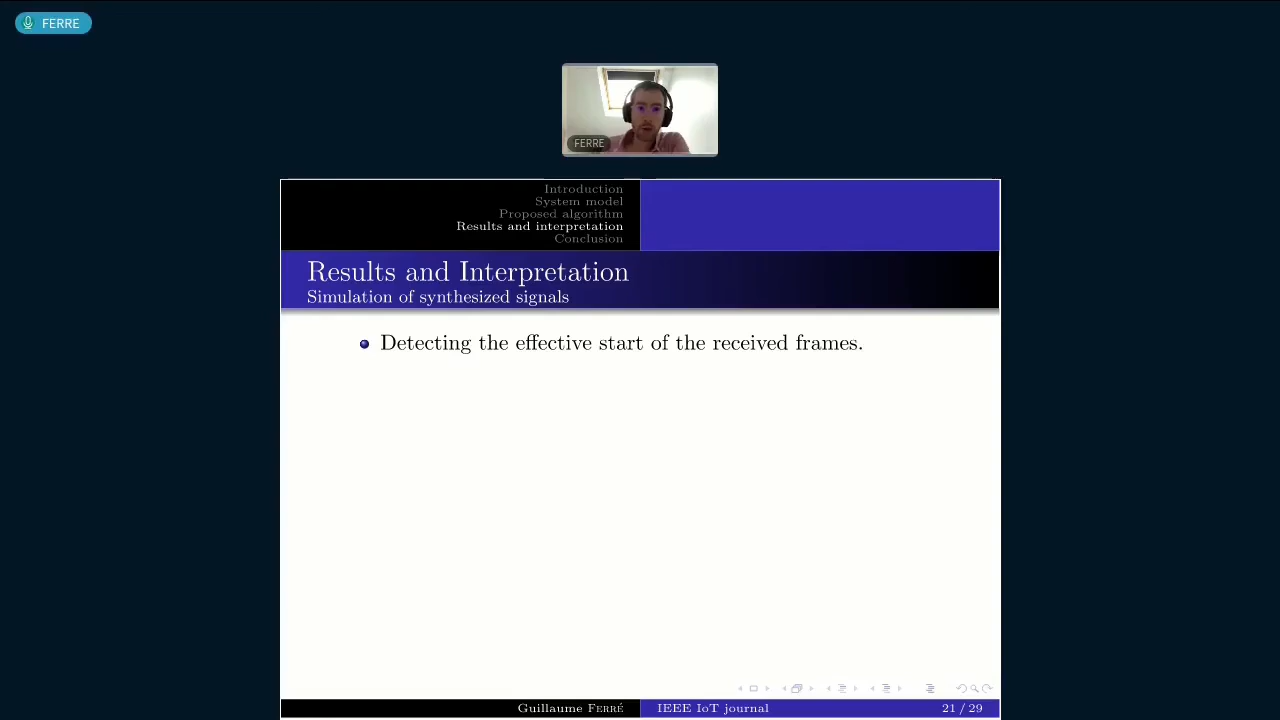 FERRE
FERRE
Introduction
System model
Proposed algorithm
Results and interpretation
Conclusion
Results and Interpretation
Simulation of synthesized signals
Detecting the effective start of the received frames.
Guillaume FERRÉ
IEEE IoT journal
21 / 29